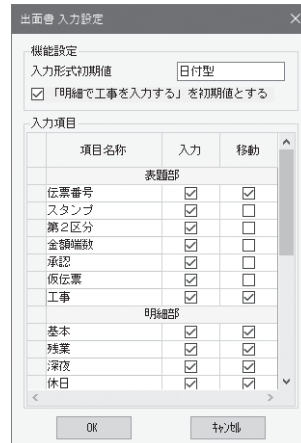 出面書 入力設定
機能設定
入力形式初期値 日付型
「明細で工事を入力する」を初期値とする
入力項目
項目名称 入力 移動
表題部
伝票番号
スタンプ
第2区分
金額端数
承認
仮伝票
工事
明細部
基本
残業
深夜
休日
OK キャンセル